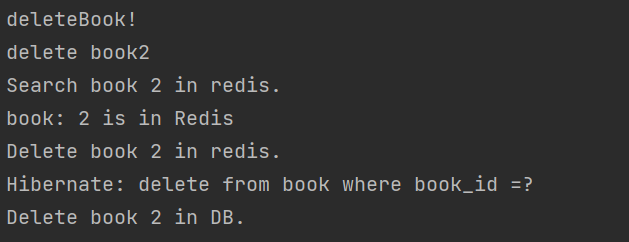 deleteBook!
delete book2
Search book 2 in redis.
book: 2 is in Redis
Delete book 2 in redis.
Hibernate: delete from book where book_id =?
Delete book 2 in DB.